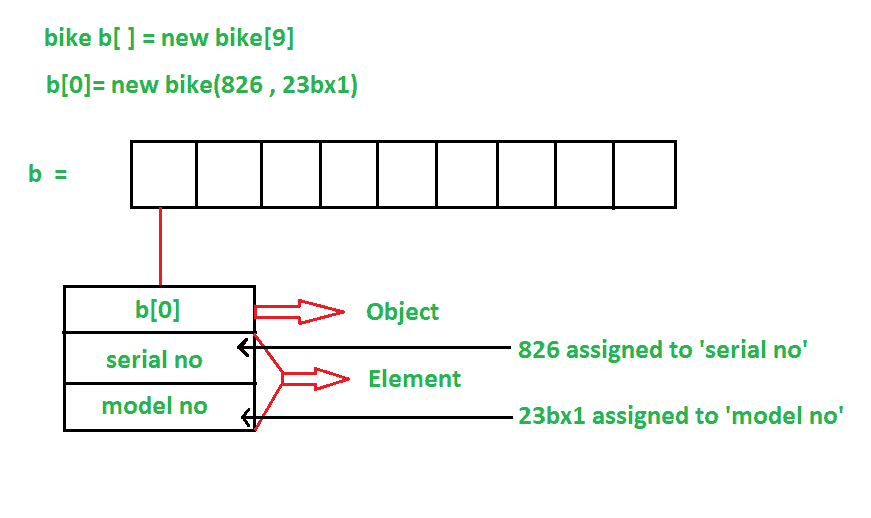 bike b[ ] = new bike[9]
b[0]= new bike(826 , 23bx1)
b =
b[0]
Object
serial no
826 assigned to 'serial no'
Element
model no
23bx1 assigned to 'model no'